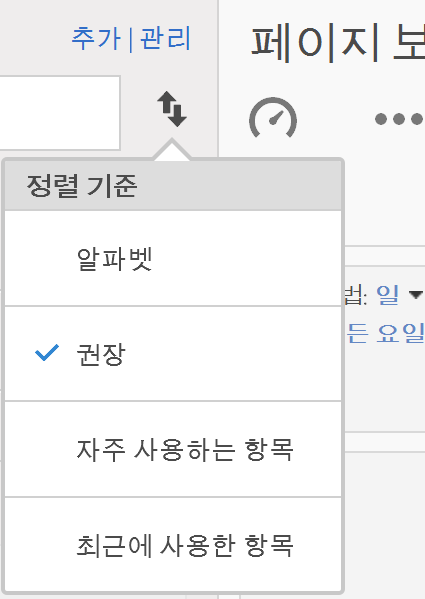 추가 | 관리
페이지 보
정렬 기준
알파벳
권장
자주 사용하는 항목
최근에 사용한 항목
법: 일
든 요일